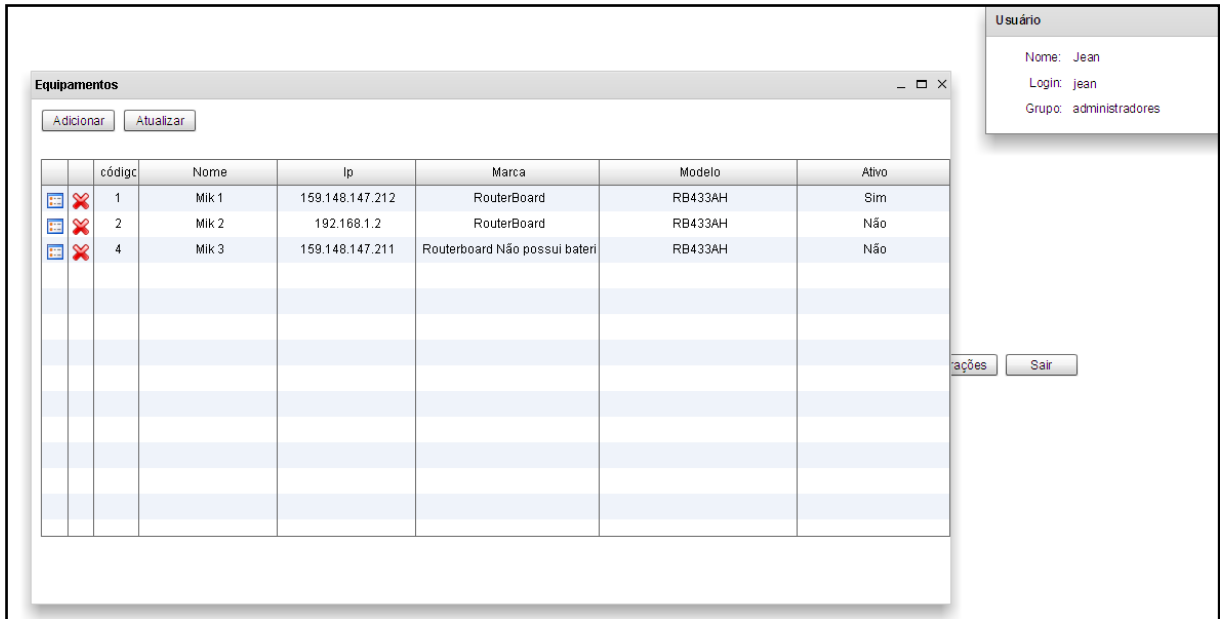 Usuário
Nome: Jean
Login: jean
Grupo: administradores
Equipamentos
Adicionar Atualizar
código Nome Ip Marca Modelo Ativo
1 Mik 1 159.148.147.212 RouterBoard RB433AH Sim
2 Mik 2 192.168.1.2 RouterBoard RB433AH Não
4 Mik 3 159.148.147.211 Routerboard Não possui bateri RB433AH Não
rações Sair